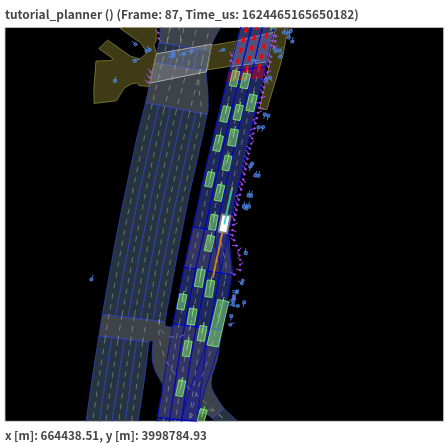 tutorial_planner () (Frame: 87, Time_us: 1624465165650182)
x [m]: 664438.51, y [m]: 3998784.93